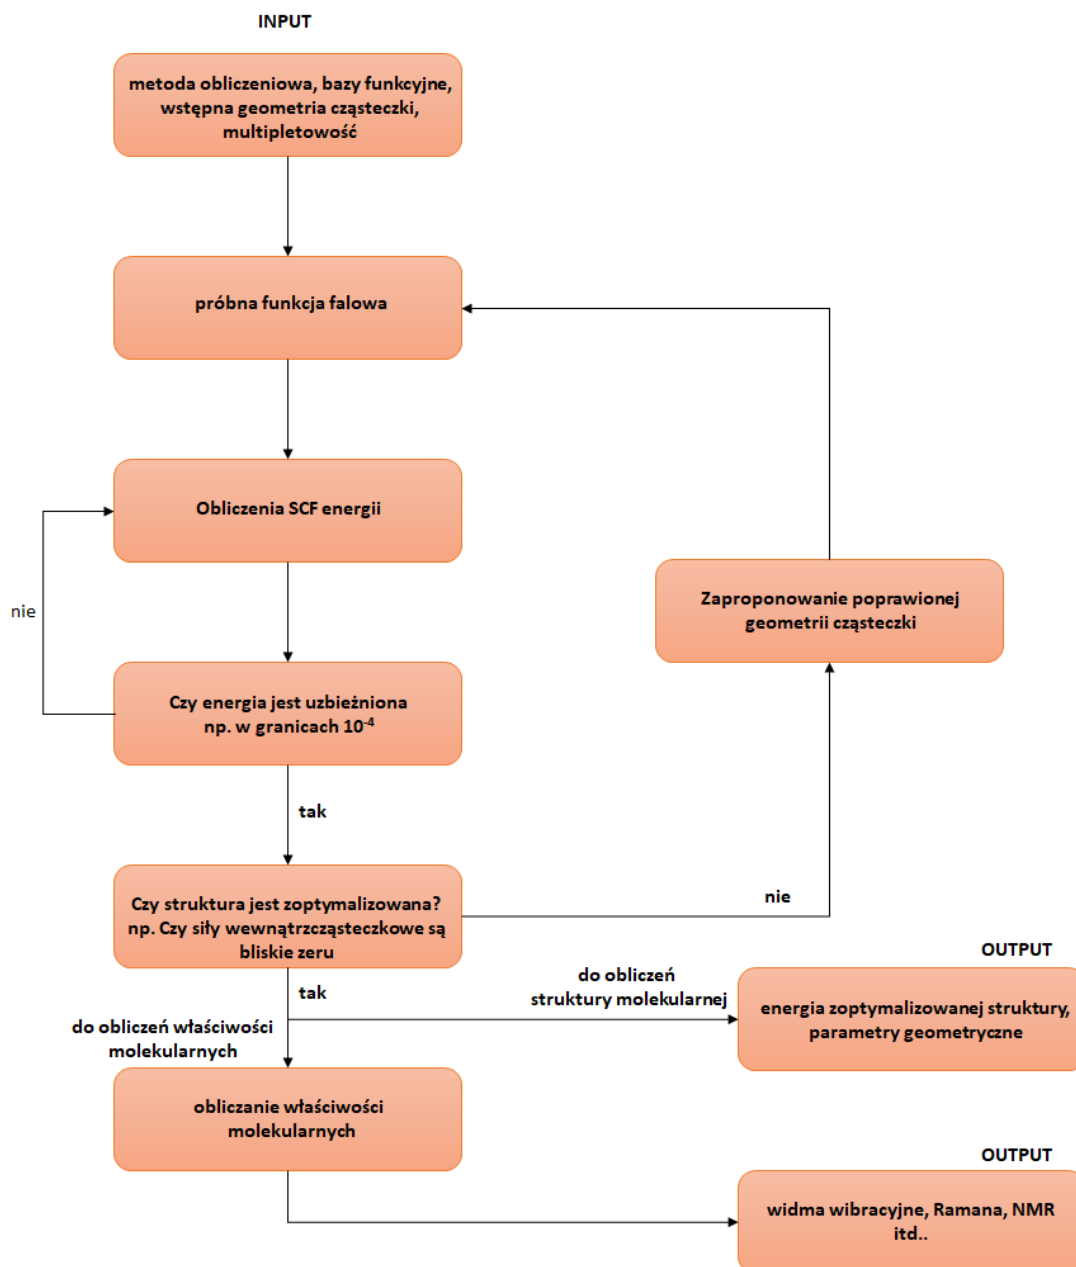 INPUT
metoda obliczeniowa, bazy funkcyjne,
wstępna geometria cząsteczki,
multipletowość
próbna funkcja falowa
Obliczenia SCF energii
nie
Zaproponowanie poprawionej
geometrii cząsteczki
Czy energia jest uzbieżniona
np. w granicach 10⁻⁴
tak
Czy struktura jest zoptymalizowana?
np. Czy siły wewnątrzcząsteczkowe są
bliskie zeru
nie
tak
do obliczeń
struktury molekularnej
OUTPUT
energia zoptymalizowanej struktury,
parametry geometryczne
do obliczeń właściwości
molekularnych
obliczanie właściwości
molekularnych
OUTPUT
widma wibracyjne, Ramana, NMR
itd..